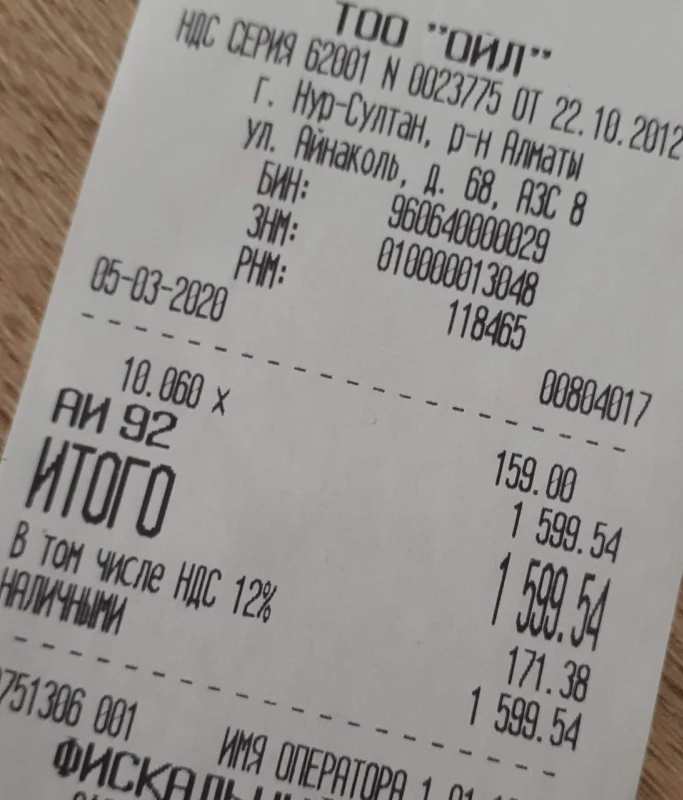 ТОО "ОЙЛ"
НДС СЕРИЯ 62001 N 0023775 ОТ 22.10.2012
г. Нур-Султан, р-н Алматы
ул. Айнаколь, д. 68, АЗС 8
БИН: 960640000029
ЗНМ: 010000013048
РНМ: 118465
05-03-2020 00804017
10.060 x 159.00
АИ 92 1 599.54
ИТОГО 1 599.54
В том числе НДС 12% 171.38
НАЛИЧНЫМИ 1 599.54
751306 001 ИМЯ ОПЕРАТОРА 1